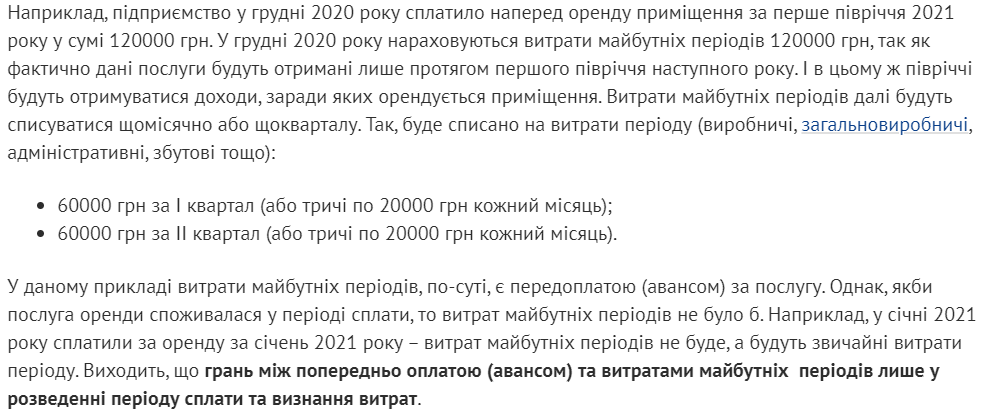 Наприклад, підприємство у грудні 2020 року сплатило наперед оренду приміщення за перше півріччя 2021
року у сумі 120000 грн. У грудні 2020 року нараховуються витрати майбутніх періодів 120000 грн, так як
фактично дані послуги будуть отримані лише протягом першого півріччя наступного року. І в цьому ж півріччі
будуть отримуватися доходи, заради яких орендується приміщення. Витрати майбутніх періодів далі будуть
списуватися щомісячно або щокварталу. Так, буде списано на витрати періоду (виробничі, загальновиробничі,
адміністративні, збутові тощо):
• 60000 грн за І квартал (або тричі по 20000 грн кожний місяць);
• 60000 грн за ІІ квартал (або тричі по 20000 грн кожний місяць).
У даному прикладі витрати майбутніх періодів, по-суті, є передоплатою (авансом) за послугу. Однак, якби
послуга оренди споживалася у періоді сплати, то витрат майбутніх періодів не було б. Наприклад, у січні 2021
року сплатили за оренду за січень 2021 року – витрат майбутніх періодів не буде, а будуть звичайні витрати
періоду. Виходить, що грань між попередньо оплатою (авансом) та витратами майбутніх періодів лише у
розведенні періоду сплати та визнання витрат.